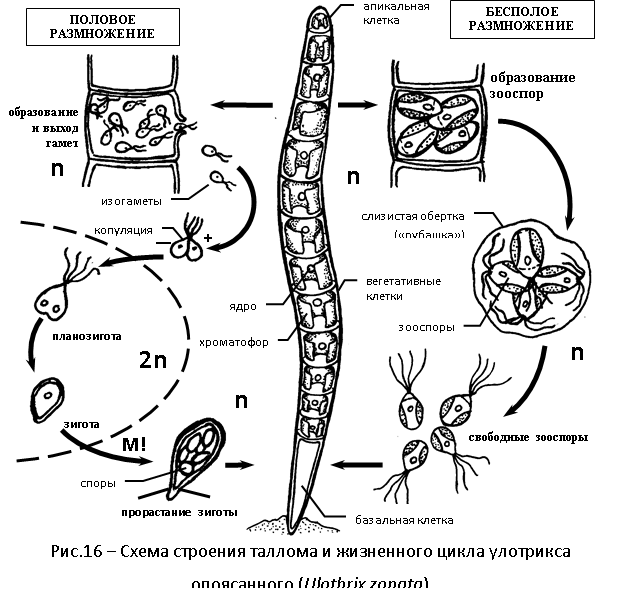 ПОЛОВОЕ
РАЗМНОЖЕНИЕ
апикальная
клетка
БЕСПОЛОЕ
РАЗМНОЖЕНИЕ
образование
и выход
гамет
n
образование
зооспор
n
изогаметы
копуляция
+
слизистая обертка
(«рубашка»)
планозигота
2n
ядро
хроматофор
вегетативные
клетки
зооспоры
n
n
зигота
М!
споры
прорастание зиготы
свободные зооспоры
базальная клетка
Рис.16 – Схема строения таллома и жизненного цикла улотрикса
опоясанного (Ulothrix zonata)